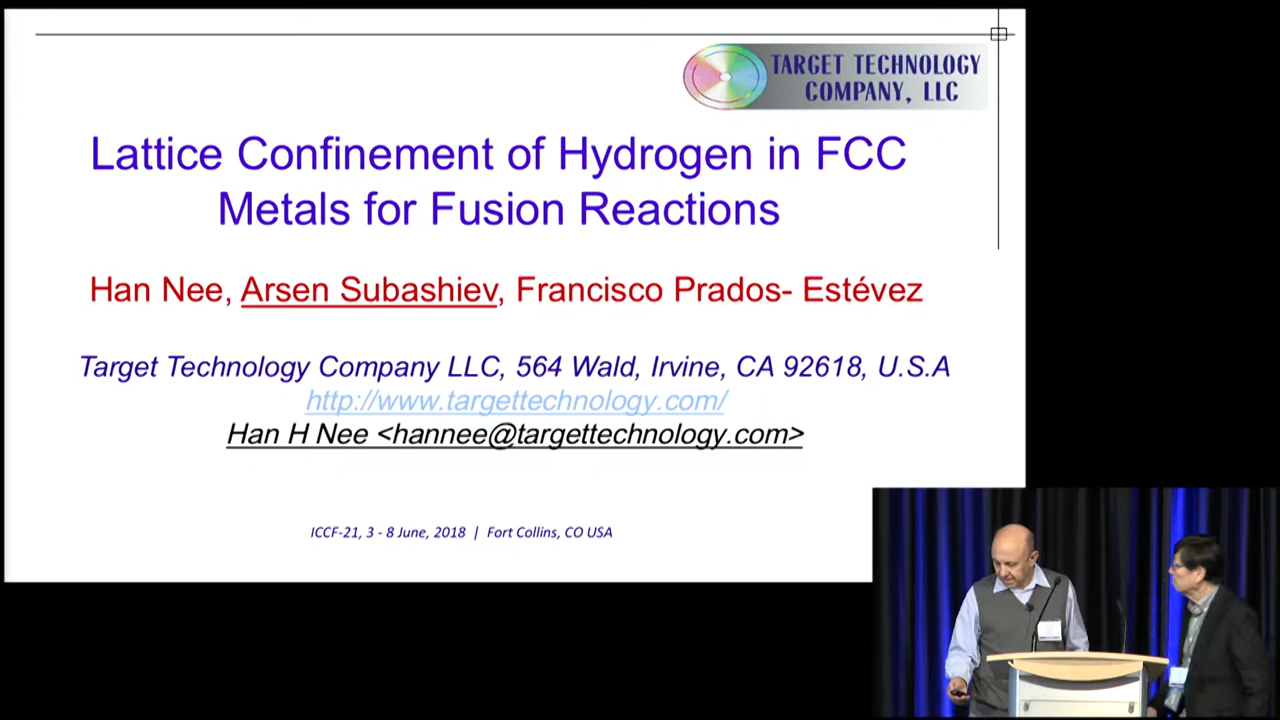 TARGET TECHNOLOGY
COMPANY, LLC
Lattice Confinement of Hydrogen in FCC
Metals for Fusion Reactions
Han Nee, Arsen Subashiev, Francisco Prados- Estévez
Target Technology Company LLC, 564 Wald, Irvine, CA 92618, U.S.A
http://www.targettechnology.com/
Han H Nee <hannee@targettechnology.com>
ICCF-21, 3 - 8 June, 2018 | Fort Collins, CO USA